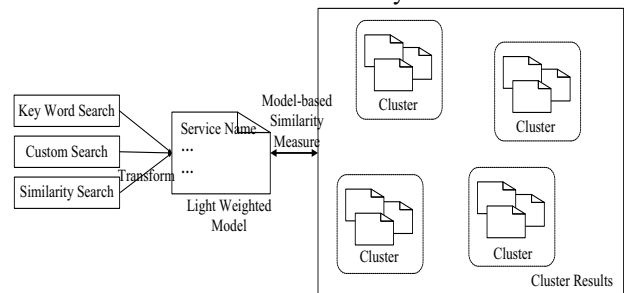 Key Word Search
Custom Search
Similarity Search
Transform
Service Name
...
...
Light Weighted
Model
Model-based
Similarity
Measure
Cluster
Cluster
Cluster
Cluster
Cluster Results